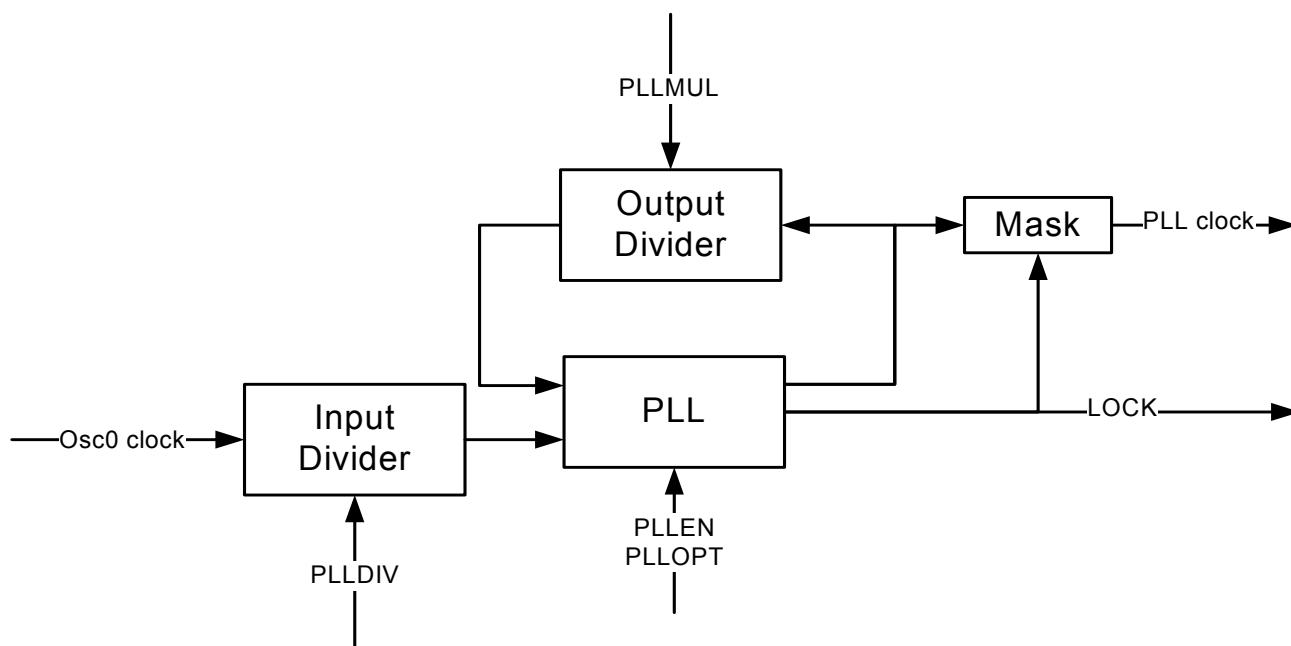 PLLMUL
Output
Divider
Mask
PLL clock
PLL
LOCK
Input
Divider
Osc0 clock
PLLEN
PLLOPT
PLLDIV